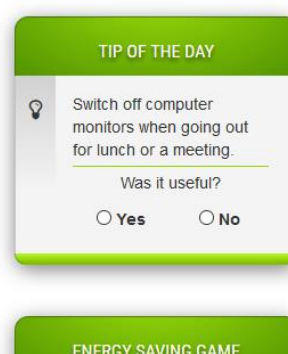 TIP OF THE DAY
Switch off computer
monitors when going out
for lunch or a meeting.
Was it useful?
Yes No
ENERGY SAVING GAME